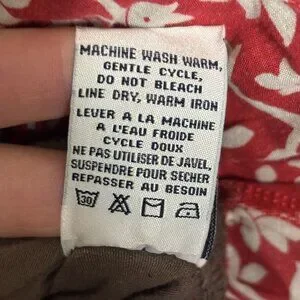 MACHINE WASH WARM,
GENTLE CYCLE,
DO NOT BLEACH
LINE DRY, WARM IRON
LEVER A LA MACHINE
A L'EAU FROIDE
CYCLE DOUX
NE PAS UTILISER DE JAVEL,
SUSPENDRE POUR SECHER
REPASSER AU BESOIN
30